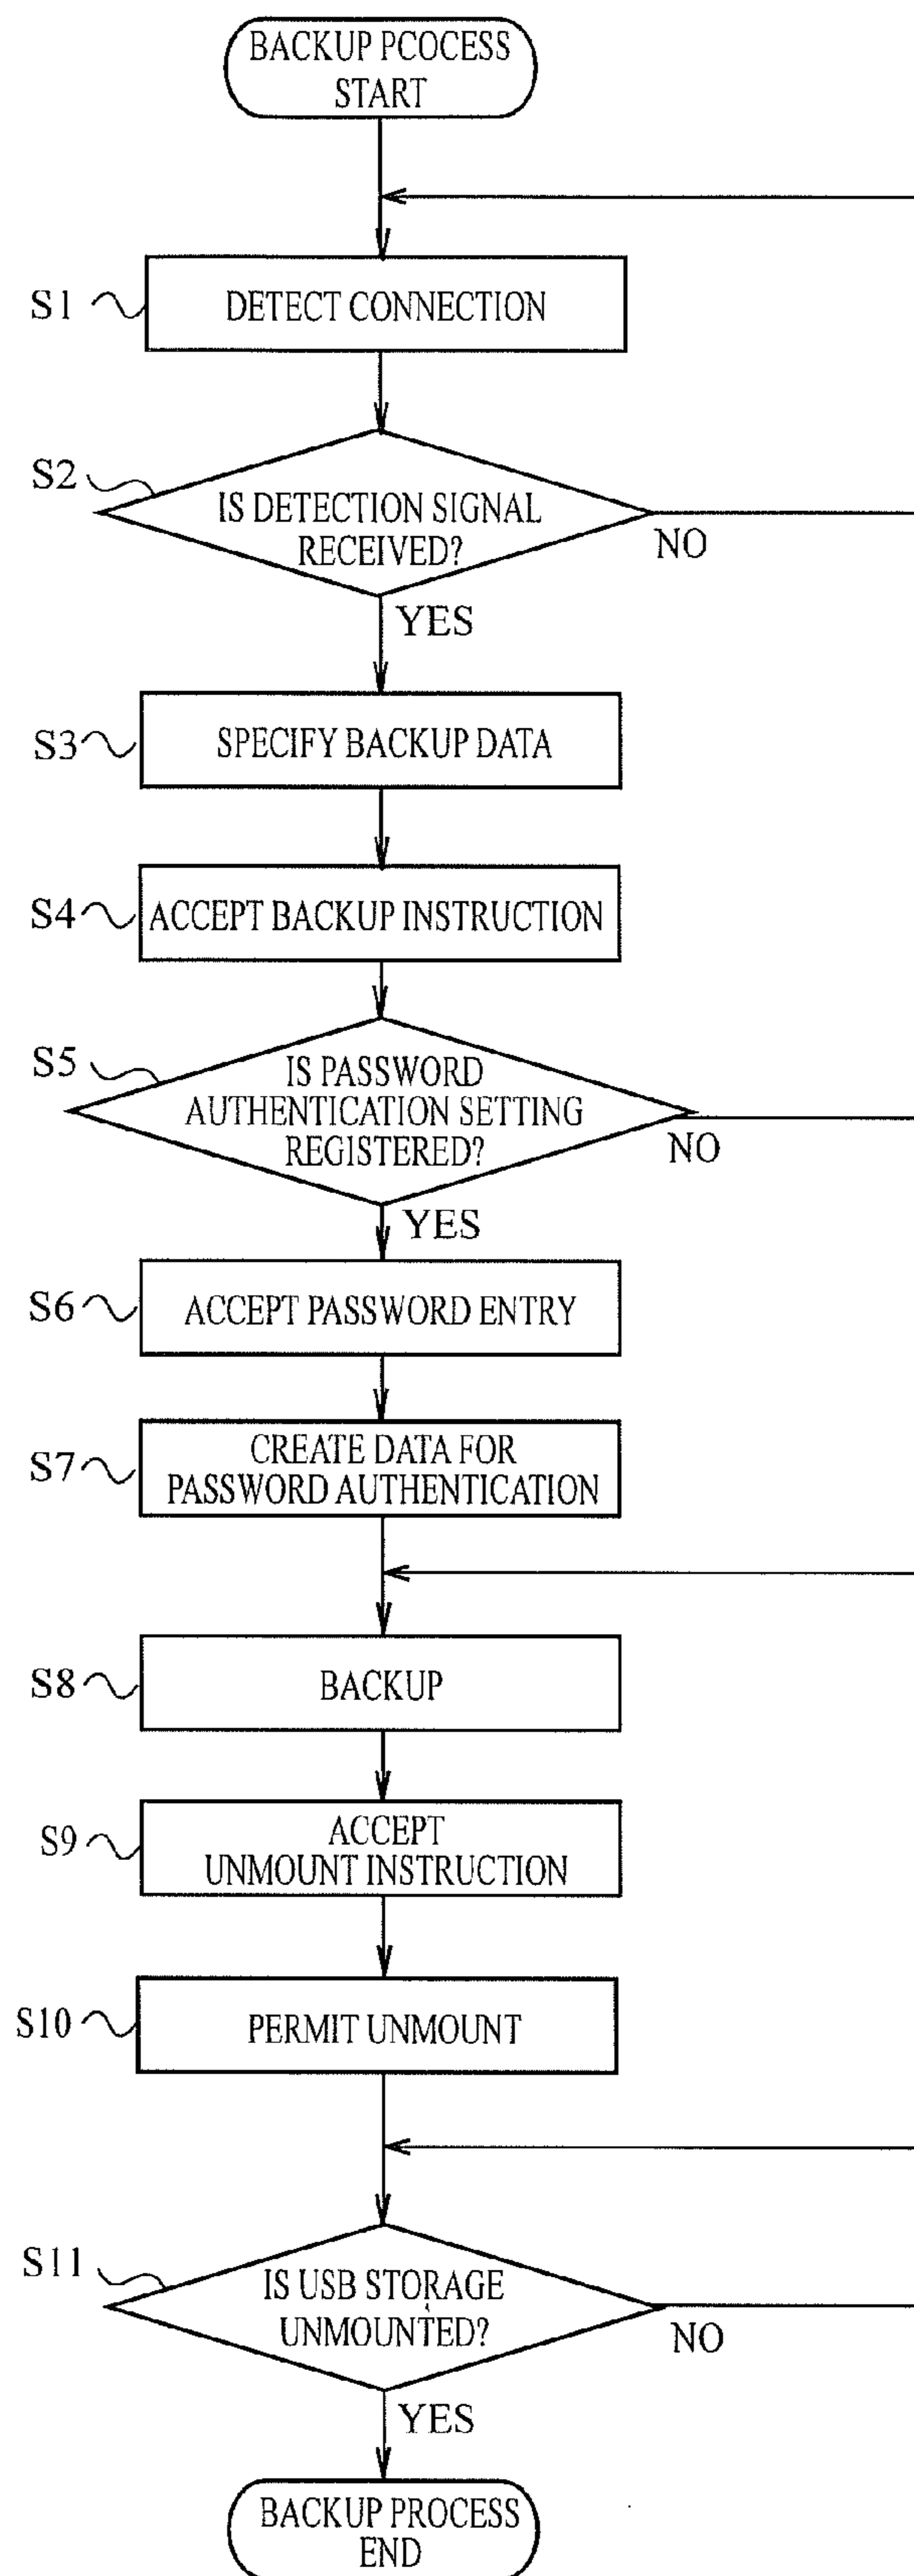 BACKUP PCOCESS
START
S1
DETECT CONNECTION
S2
IS DETECTION SIGNAL
RECEIVED?
NO
YES
S3
SPECIFY BACKUP DATA
S4
ACCEPT BACKUP INSTRUCTION
S5
IS PASSWORD
AUTHENTICATION SETTING
REGISTERED?
NO
YES
S6
ACCEPT PASSWORD ENTRY
S7
CREATE DATA FOR
PASSWORD AUTHENTICATION
S8
BACKUP
S9
ACCEPT
UNMOUNT INSTRUCTION
S10
PERMIT UNMOUNT
S11
IS USB STORAGE
UNMOUNTED?
NO
YES
BACKUP PROCESS
END